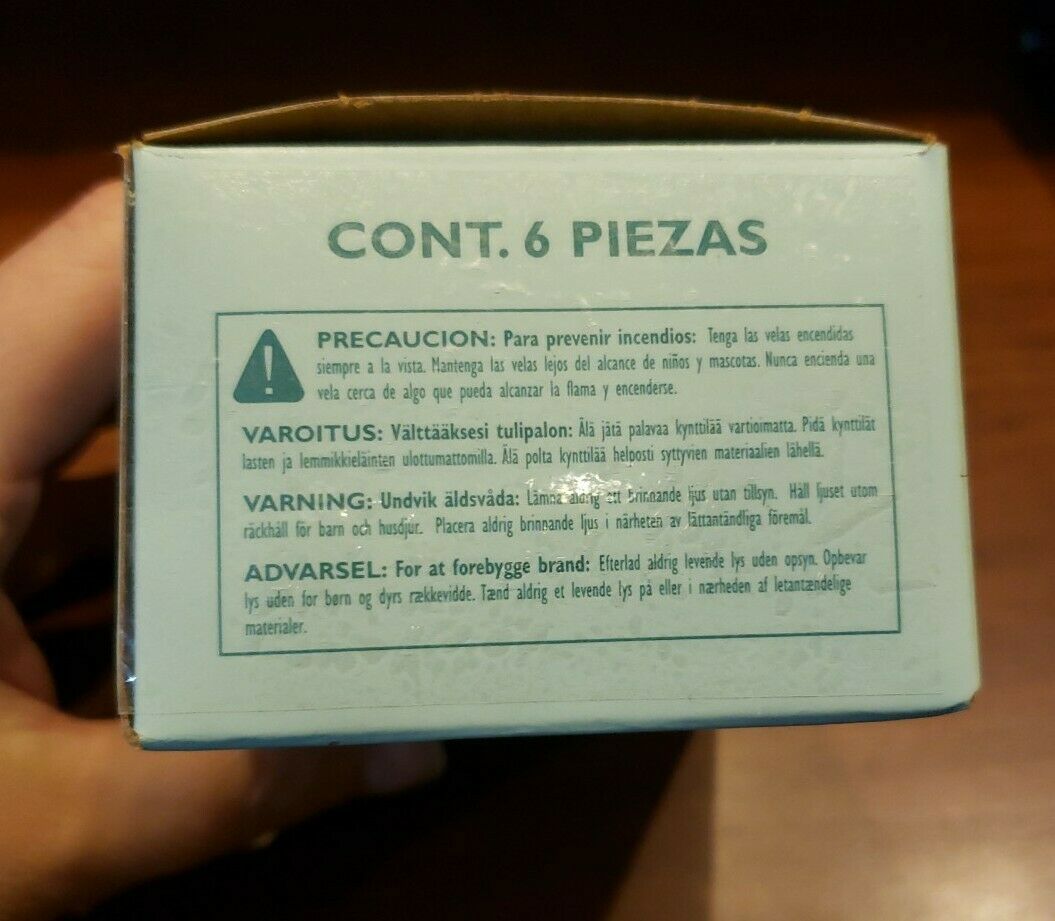 CONT. 6 PIEZAS
PRECAUCION: Para prevenir incendios: Tenga las velas encendidas
siempre a la vista. Mantenga las velas lejos del alcance de niños y mascotas. Nunca encienda una
vela cerca de algo que pueda alcanzar la flama y encenderse.
VAROITUS: Välttääksesi tulipalon: Älä jätä palavaa kynttilää vartioimatta. Pidä kynttilät
lasten ja lemmikkieläinten ulottumattomilla. Älä polta kynttilää helposti syttyvien materiaalien lähellä.
VARNING: Undvik äldsvåda: Lämna aldrig ett brinnande ljus utan tillsyn. Håll ljuset utom
räckhåll för barn och husdjur. Placera aldrig brinnande ljus i närheten av lättantändliga föremål.
ADVARSEL: For at forebygge brand: Efterlad aldrig levende lys uden opsyn. Opbevar
lys uden for børn og dyrs rækkevidde. Tænd aldrig et levende lys på eller i nærheden af letantændelige
materialer.